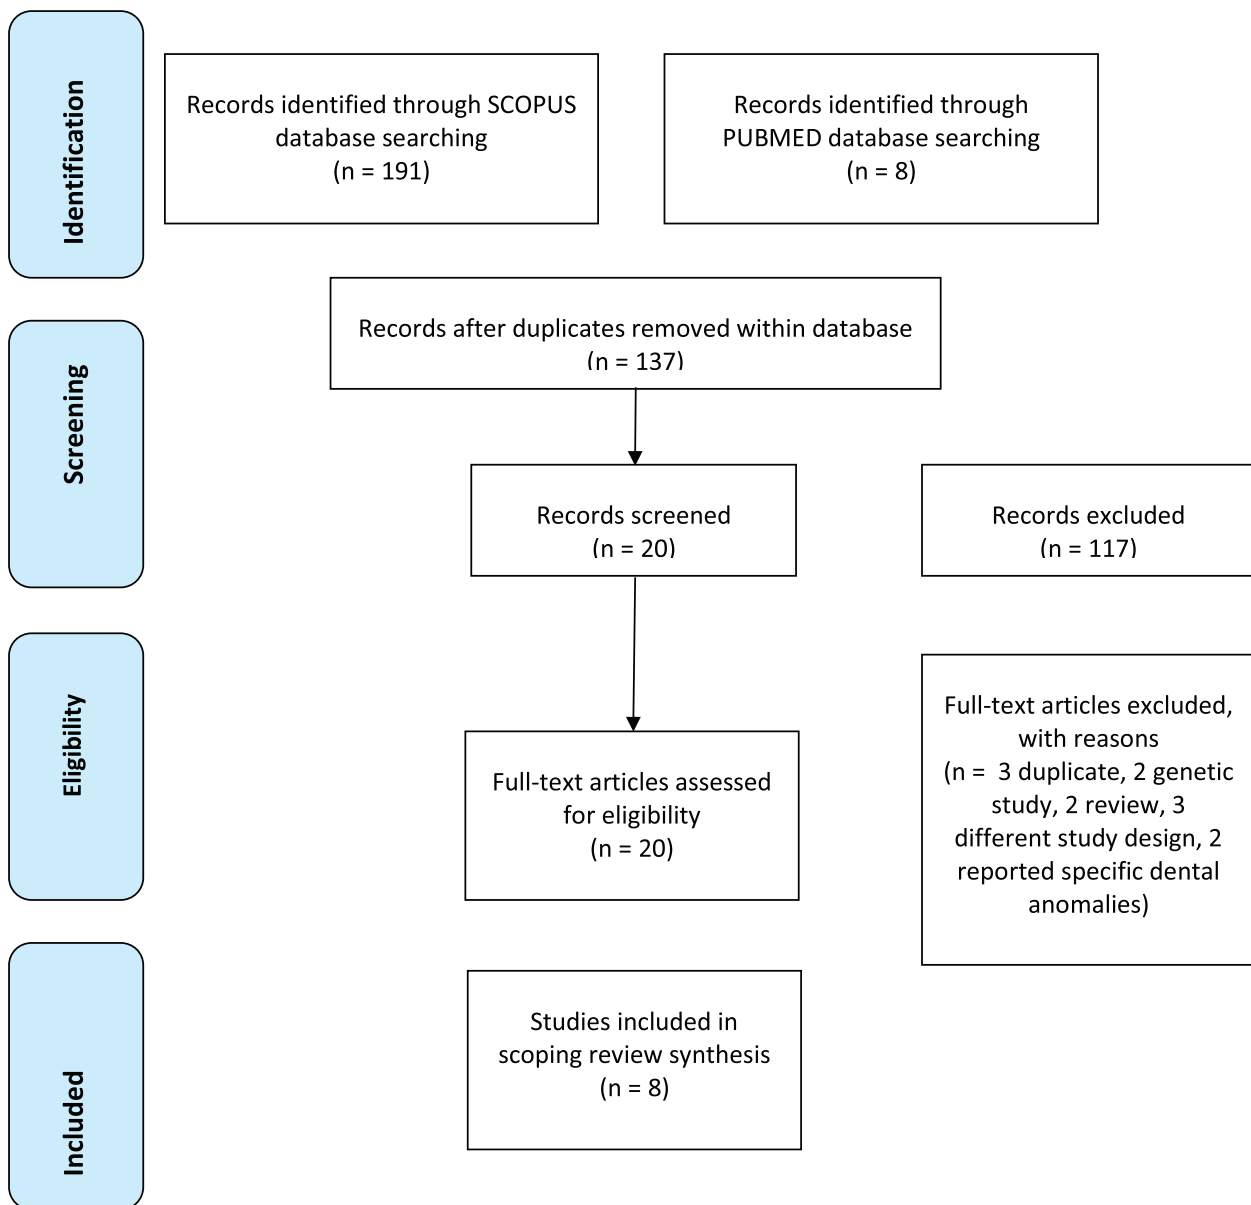 Identification
Records identified through SCOPUS
database searching
(n = 191)
Records identified through
PUBMED database searching
(n = 8)
Records after duplicates removed within database
(n = 137)
Screening
Records screened
(n = 20)
Records excluded
(n = 117)
Eligibility
Full-text articles assessed
for eligibility
(n = 20)
Full-text articles excluded,
with reasons
(n =  3 duplicate, 2 genetic
study, 2 review, 3
different study design, 2
reported specific dental
anomalies)
Included
Studies included in
scoping review synthesis
(n = 8)